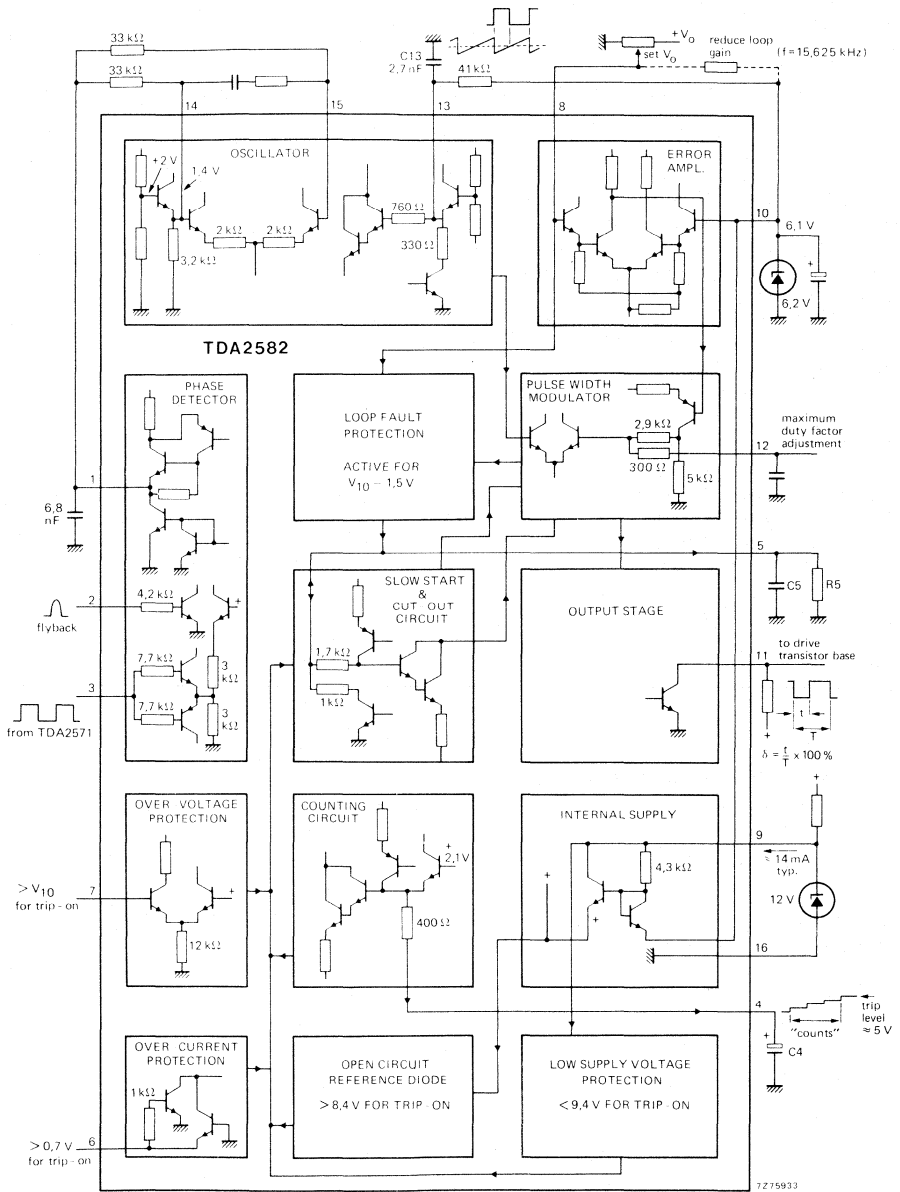 33 kΩ
33 kΩ
C13
2,7 nF
41 kΩ
+V₀
set V₀
reduce loop
gain
(f=15,625 kHz)
14
15
13
8
OSCILLATOR
+2 V
1,4 V
2 kΩ
2 kΩ
3,2 kΩ
760 Ω
330 Ω
ERROR
AMPL.
10
6,1 V
+
6,2 V
TDA2582
PHASE
DETECTOR
1
6,8
nF
2
4,2 kΩ
+
flyback
3
7,7 kΩ
7,7 kΩ
3
kΩ
3
kΩ
from TDA2571
LOOP FAULT
PROTECTION
ACTIVE FOR
V₁₀ – 1,5 V
PULSE WIDTH
MODULATOR
2,9 kΩ
300 Ω
5 kΩ
maximum
duty factor
adjustment
12
5
C5
R5
SLOW START
&
CUT OUT
CIRCUIT
1,7 kΩ
1 kΩ
OUTPUT STAGE
to drive
transistor base
11
t
T
+
δ = t/T x 100 %
OVER VOLTAGE
PROTECTION
> V₁₀
for trip-on
7
+
12 kΩ
COUNTING
CIRCUIT
+
2,1 V
400 Ω
INTERNAL SUPPLY
+
+
4,3 kΩ
9
≈ 14 mA
typ.
+
12 V
16
4
+
C4
"counts"
trip
level
≈ 5 V
OVER CURRENT
PROTECTION
1 kΩ
> 0,7 V
for trip-on
6
OPEN CIRCUIT
REFERENCE DIODE
> 8,4 V FOR TRIP-ON
LOW SUPPLY VOLTAGE
PROTECTION
< 9,4 V FOR TRIP-ON
7Z75933